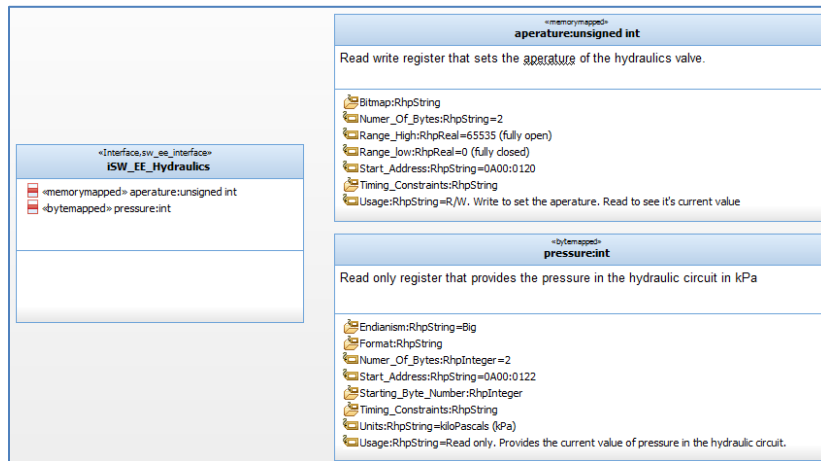 «Interface,sw_ee_interface»
iSW_EE_Hydraulics
«memorymapped» aperature:unsigned int
«bytemapped» pressure:int
«memorymapped»
aperature:unsigned int
Read write register that sets the aperature of the hydraulics valve.
Bitmap:RhpString
Numer_Of_Bytes:RhpString=2
Range_High:RhpReal=65535 (fully open)
Range_low:RhpReal=0 (fully closed)
Start_Address:RhpString=0A00:0120
Timing_Constraints:RhpString
Usage:RhpString=R/W. Write to set the aperature. Read to see it's current value
«bytemapped»
pressure:int
Read only register that provides the pressure in the hydraulic circuit in kPa
Endianism:RhpString=Big
Format:RhpString
Numer_Of_Bytes:RhpInteger=2
Start_Address:RhpString=0A00:0122
Starting_Byte_Number:RhpInteger
Timing_Constraints:RhpString
Units:RhpString=kiloPascals (kPa)
Usage:RhpString=Read only. Provides the current value of pressure in the hydraulic circuit.